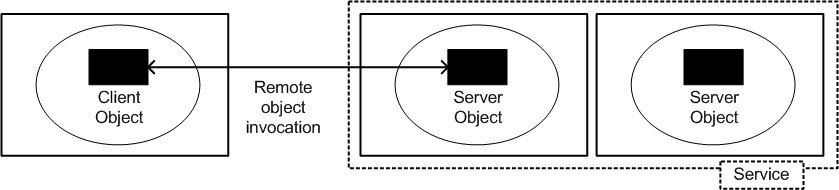 Client
Object
Remote
object
invocation
Server
Object
Server
Object
Service